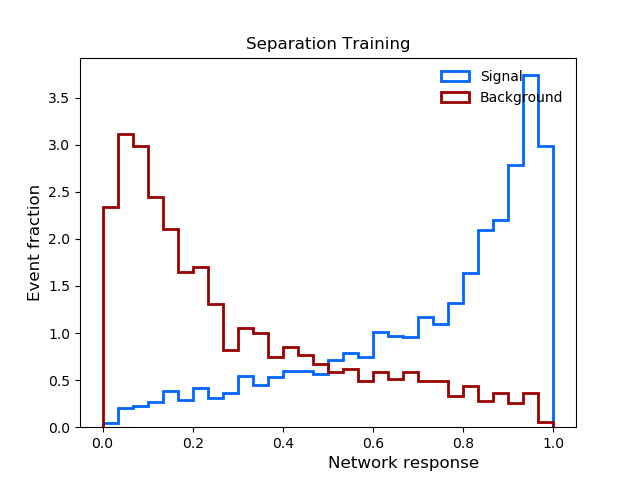 Separation Training
Signal
Background
Event fraction
3.5
3.0
2.5
2.0
1.5
1.0
0.5
0.0
0.0 0.2 0.4 0.6 0.8 1.0
Network response